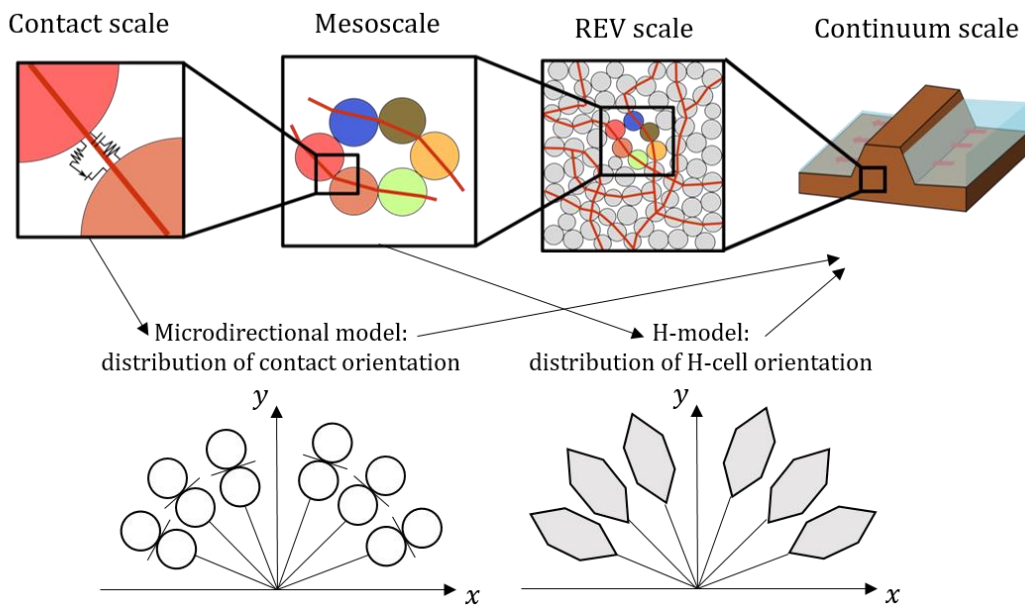 Contact scale
Mesoscale
REV scale
Continuum scale
Microdirectional model:
distribution of contact orientation
H-model:
distribution of H-cell orientation
y
x
y
x